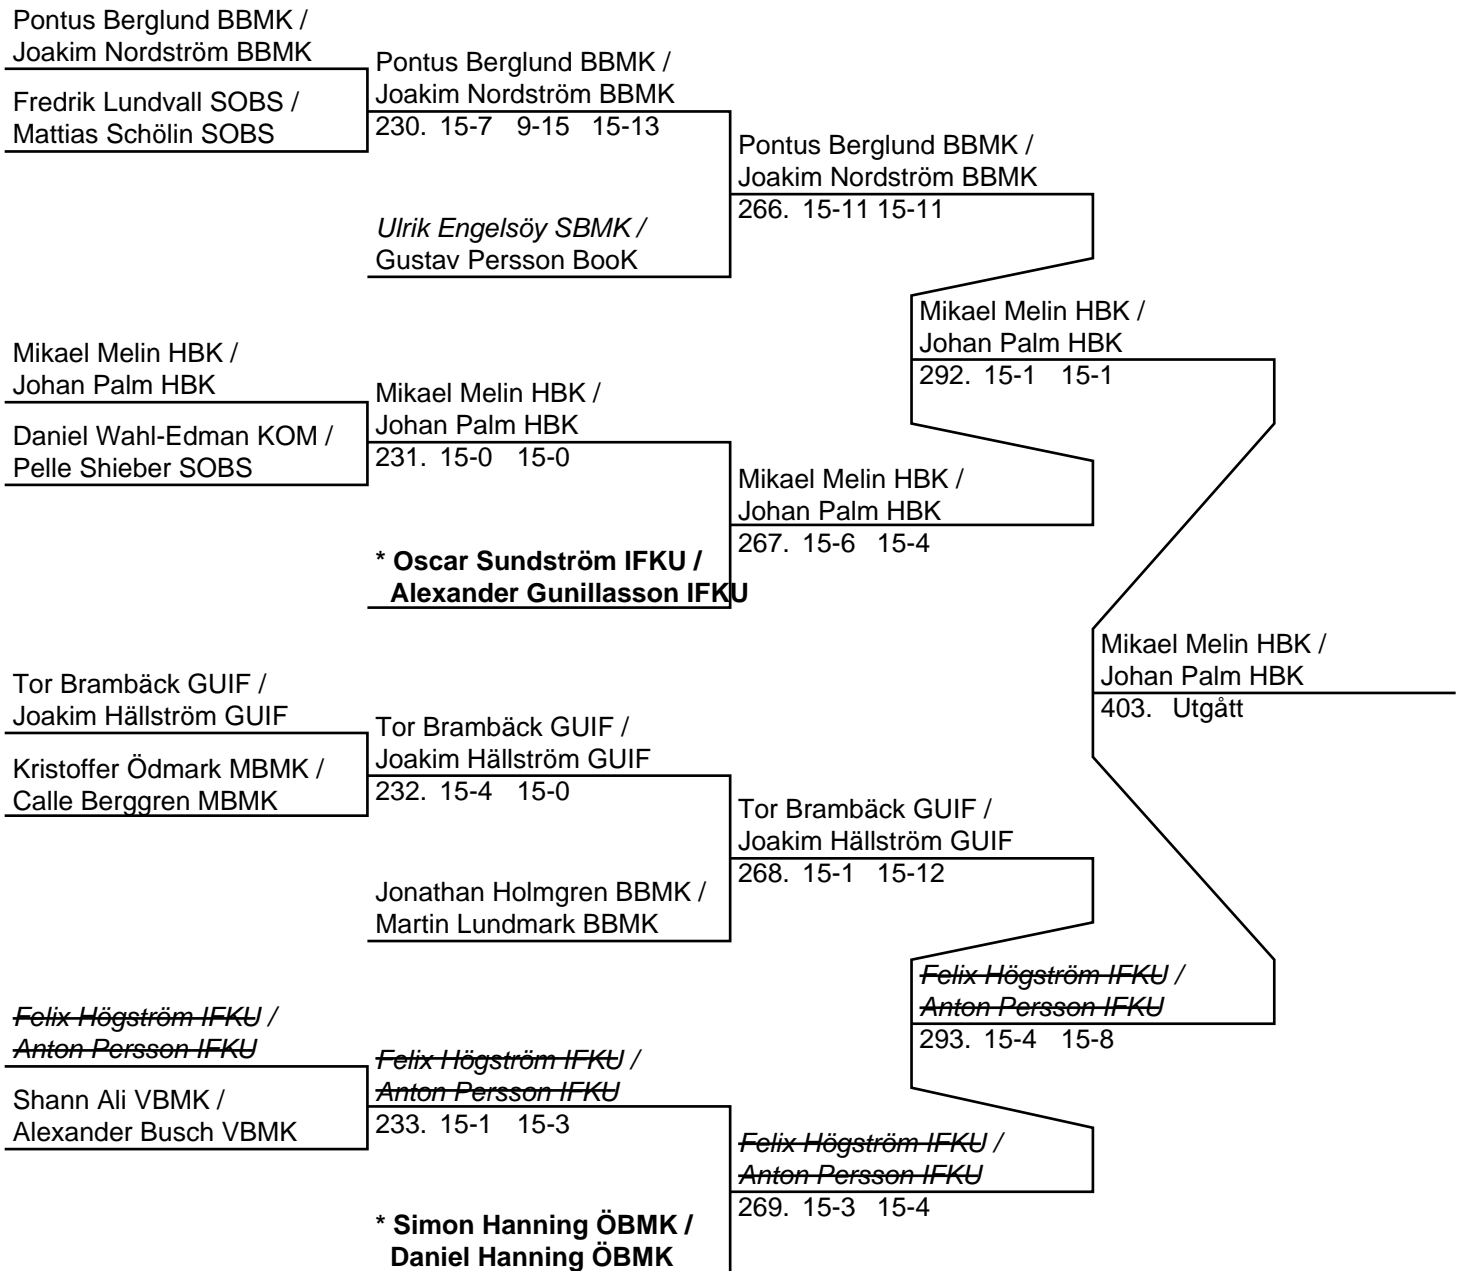 Pontus Berglund BBMK /
Joakim Nordström BBMK
Fredrik Lundvall SOBS /
Mattias Schölin SOBS
Pontus Berglund BBMK /
Joakim Nordström BBMK
230. 15-7 9-15 15-13
Ulrik Engelsöy SBMK /
Gustav Persson BooK
Pontus Berglund BBMK /
Joakim Nordström BBMK
266. 15-11 15-11
Mikael Melin HBK /
Johan Palm HBK
Daniel Wahl-Edman KOM /
Pelle Shieber SOBS
Mikael Melin HBK /
Johan Palm HBK
231. 15-0 15-0
* Oscar Sundström IFKU /
Alexander Gunillasson IFKU
Mikael Melin HBK /
Johan Palm HBK
267. 15-6 15-4
Mikael Melin HBK /
Johan Palm HBK
292. 15-1 15-1
Tor Brambäck GUIF /
Joakim Hällström GUIF
Kristoffer Ödmark MBMK /
Calle Berggren MBMK
Tor Brambäck GUIF /
Joakim Hällström GUIF
232. 15-4 15-0
Jonathan Holmgren BBMK /
Martin Lundmark BBMK
Tor Brambäck GUIF /
Joakim Hällström GUIF
268. 15-1 15-12
Felix Högström IFKU /
Anton Persson IFKU
Shann Ali VBMK /
Alexander Busch VBMK
Felix Högström IFKU /
Anton Persson IFKU
233. 15-1 15-3
* Simon Hanning ÖBMK /
Daniel Hanning ÖBMK
Felix Högström IFKU /
Anton Persson IFKU
269. 15-3 15-4
Felix Högström IFKU /
Anton Persson IFKU
293. 15-4 15-8
Mikael Melin HBK /
Johan Palm HBK
403. Utgått